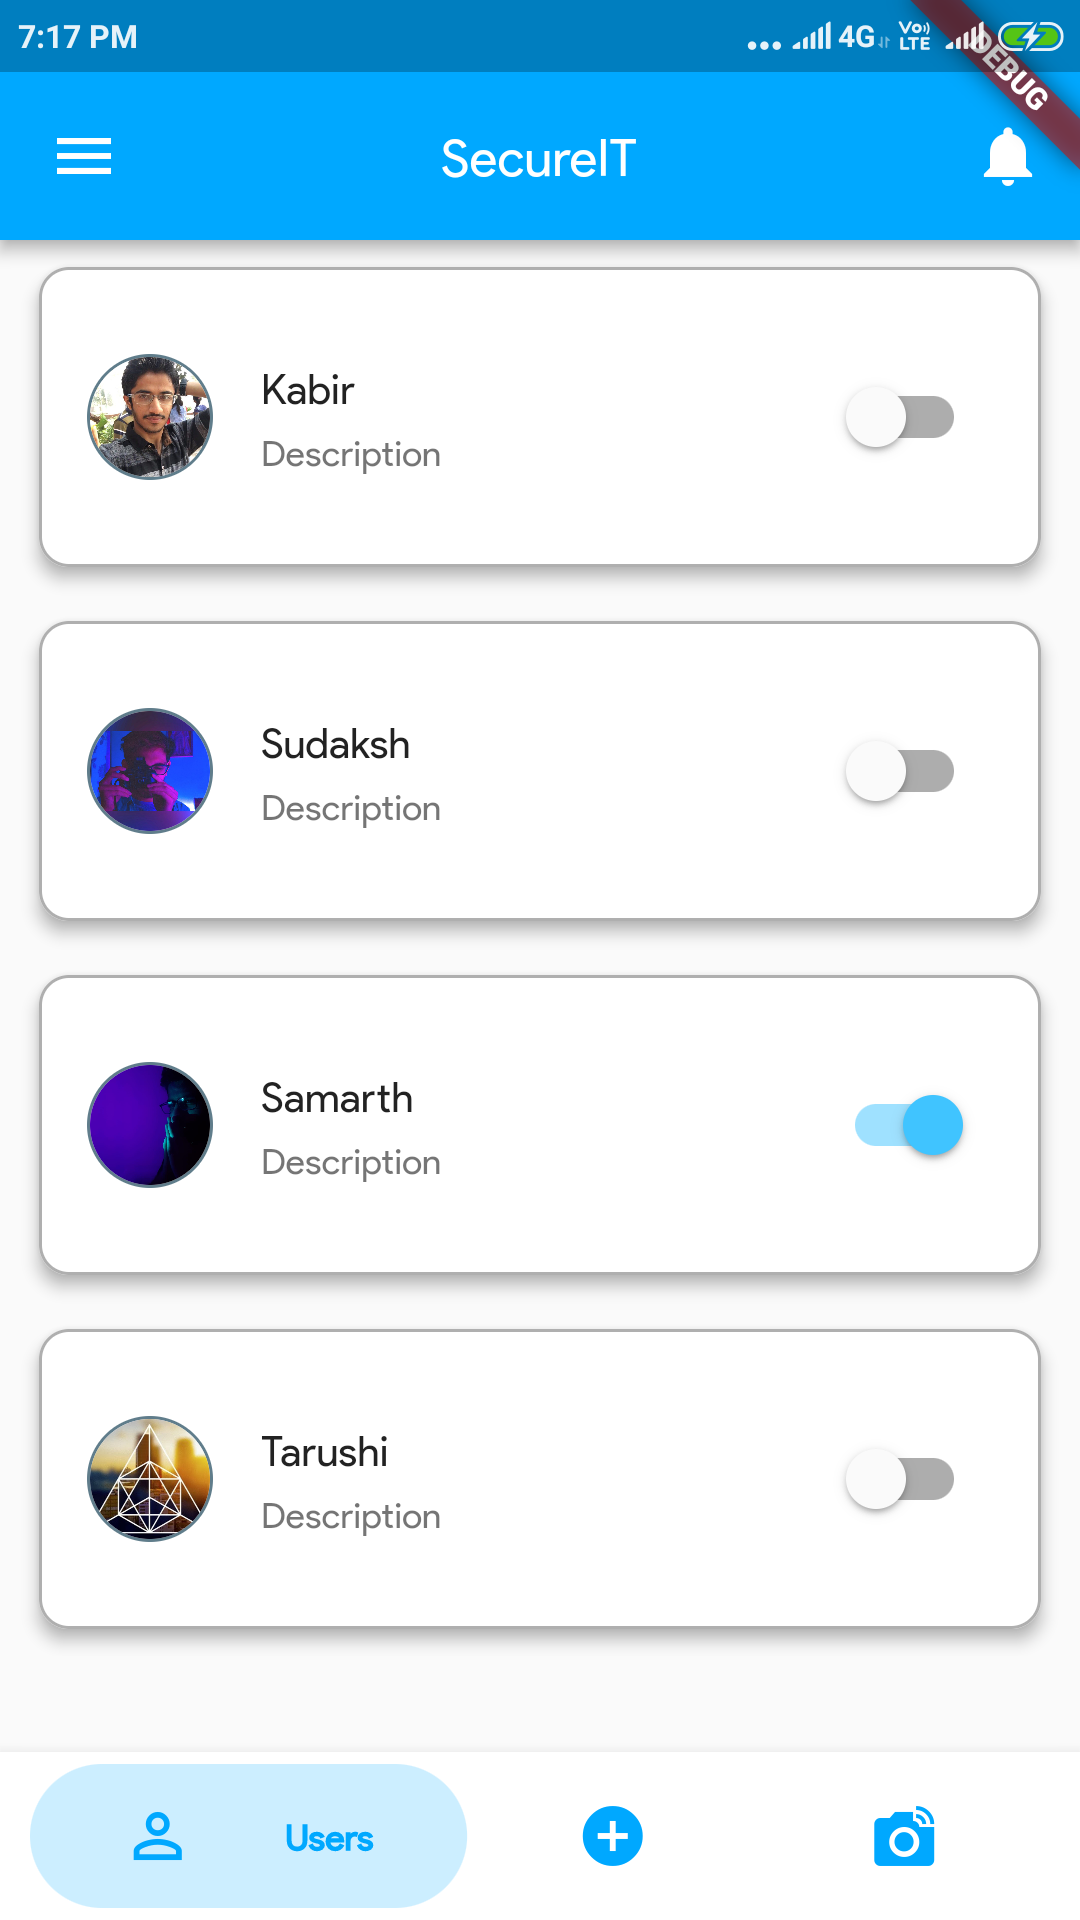 7:17 PM
4G
Vo))
LTE
DEBUG
SecureIT
Kabir
Description
Sudaksh
Description
Samarth
Description
Tarushi
Description
Users